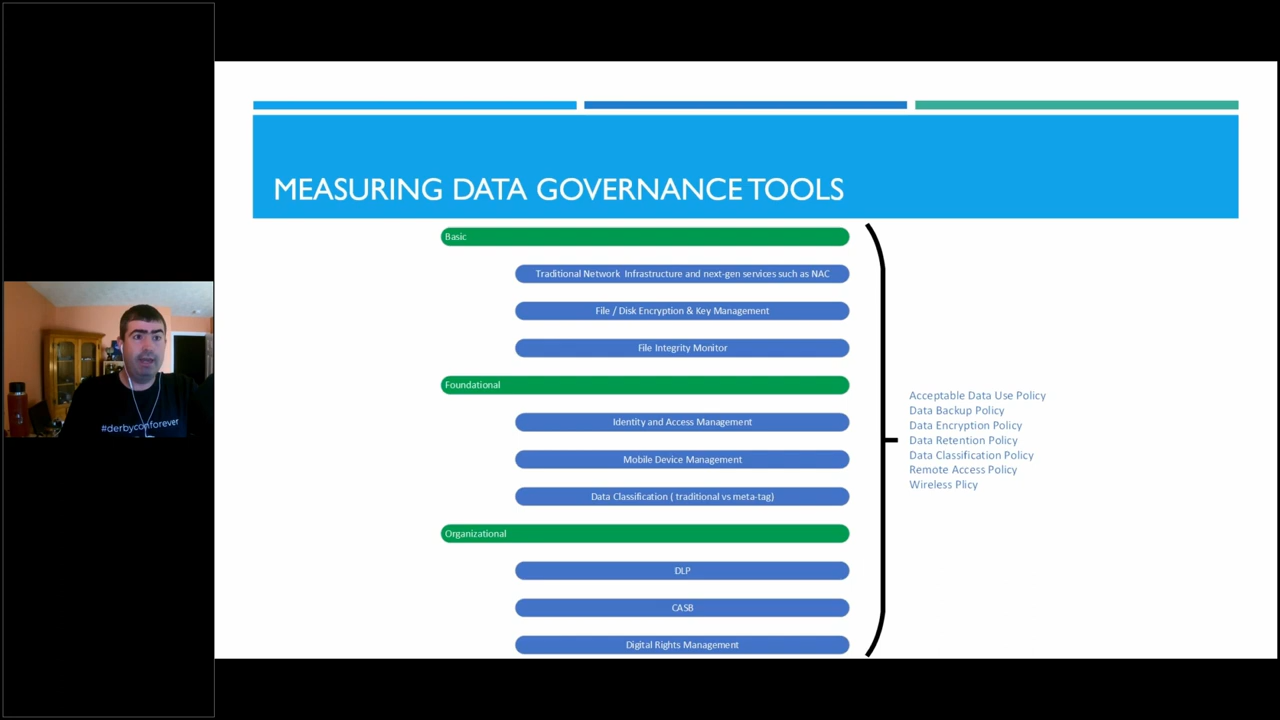 MEASURING DATA GOVERNANCE TOOLS
Basic
Traditional Network Infrastructure and next-gen services such as NAC
File / Disk Encryption & Key Management
File Integrity Monitor
Foundational
Identity and Access Management
Mobile Device Management
Data Classification ( traditional vs meta-tag)
Organizational
DLP
CASB
Digital Rights Management
Acceptable Data Use Policy
Data Backup Policy
Data Encryption Policy
Data Retention Policy
Data Classification Policy
Remote Access Policy
Wireless Plicy
#derbyconforever